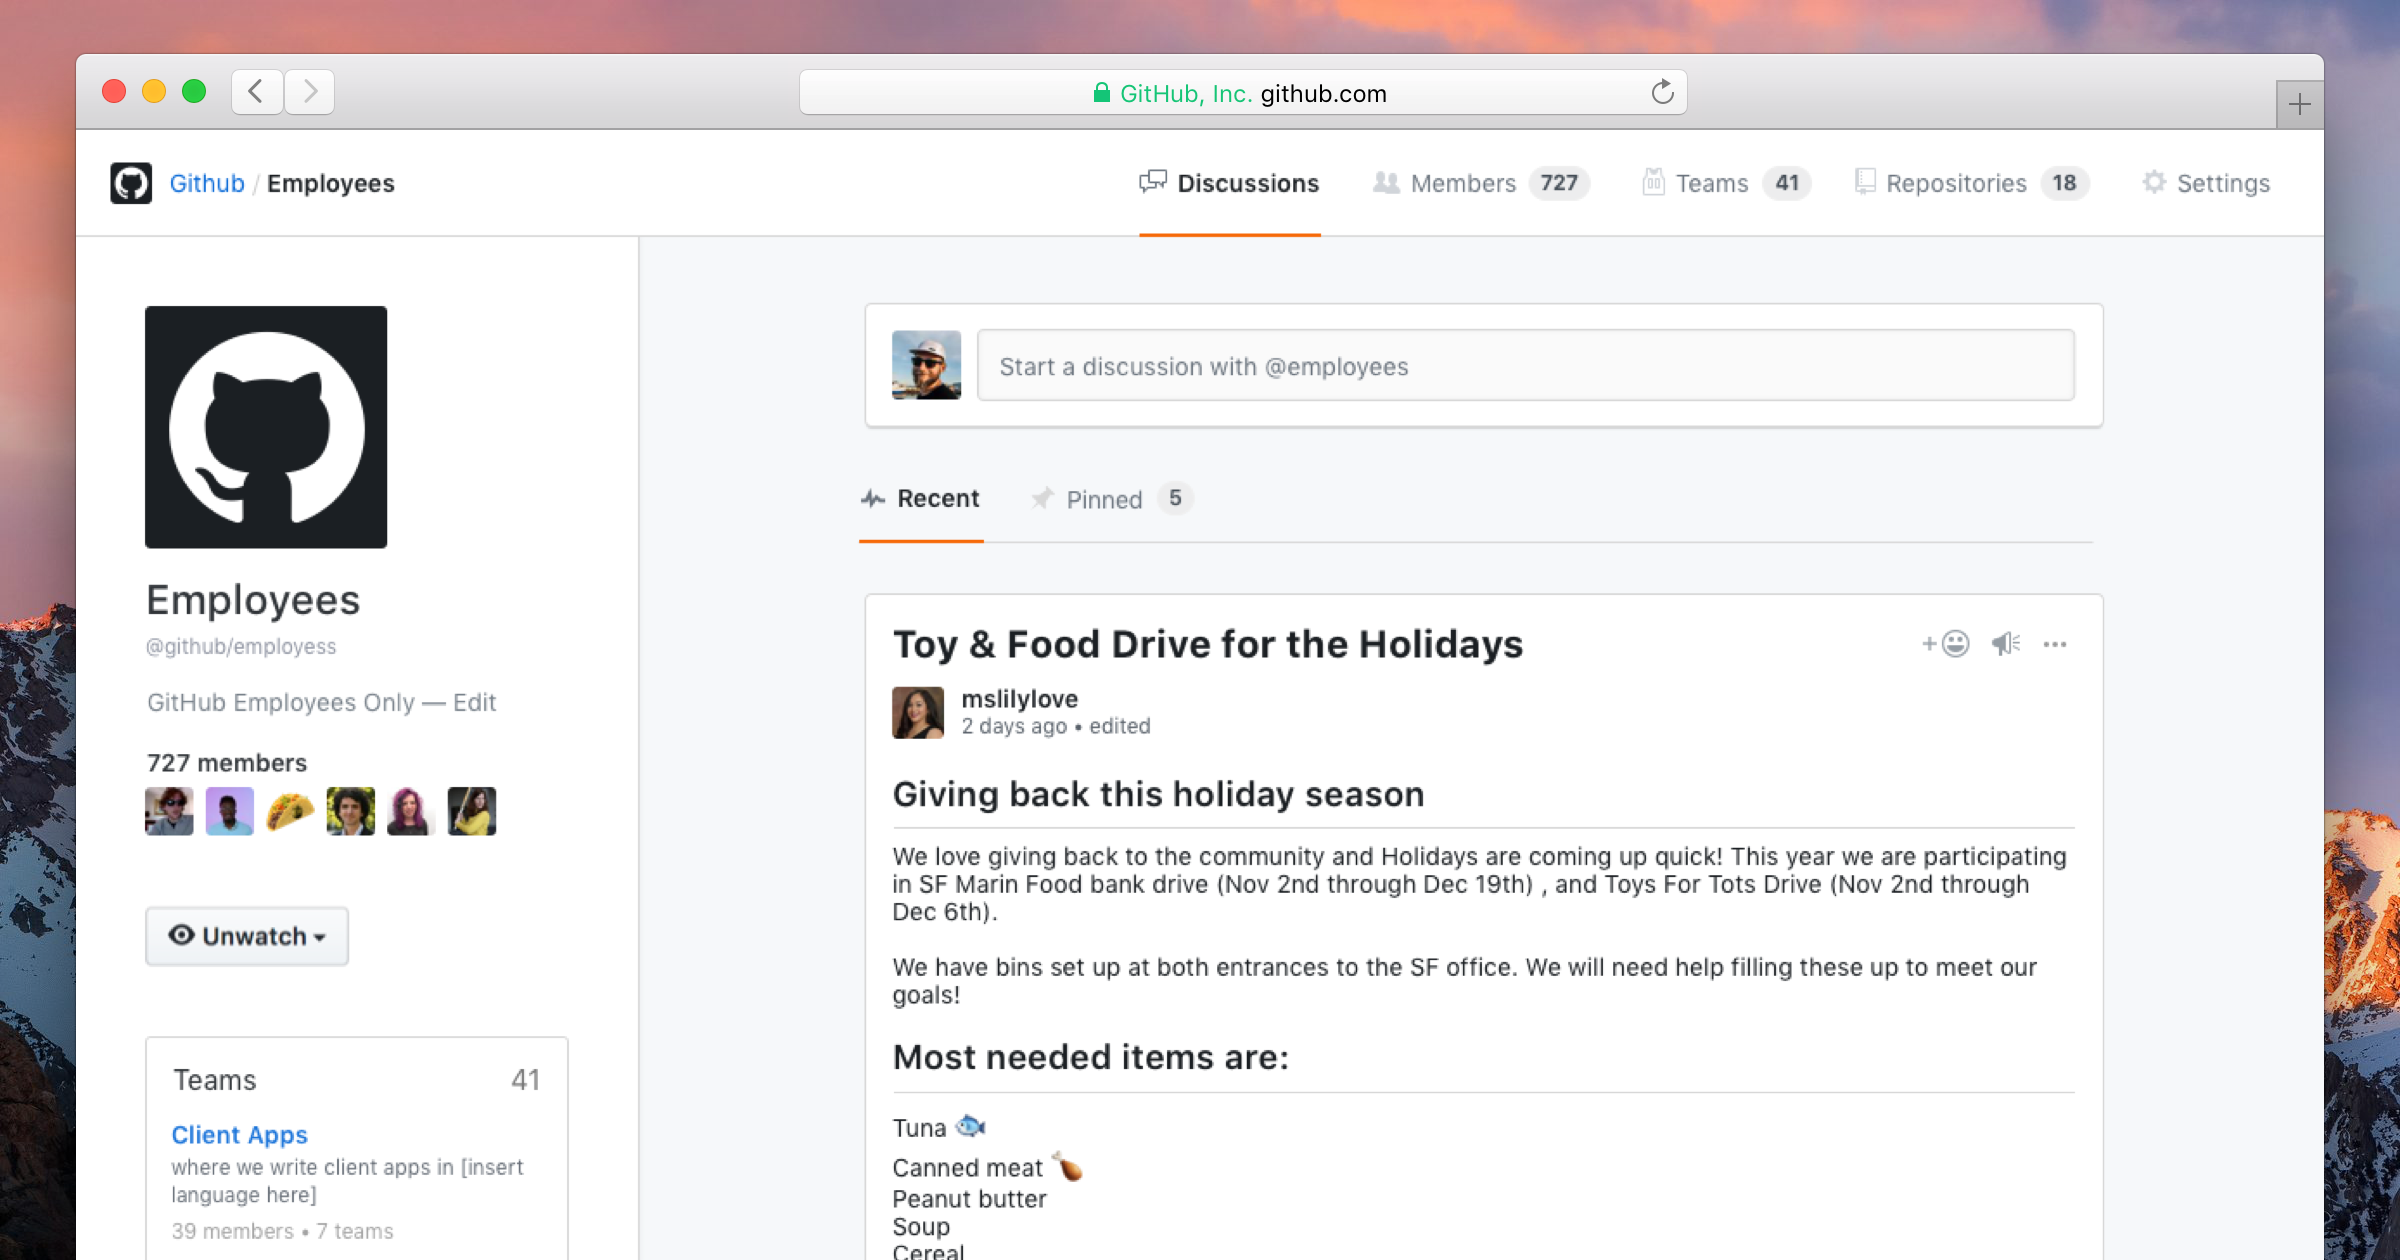 GitHub, Inc. github.com
Github / Employees
Discussions
Members 727
Teams 41
Repositories 18
Settings
Employees
@github/employess
GitHub Employees Only — Edit
727 members
Unwatch
Teams 41
Client Apps
where we write client apps in [insert
language here]
39 members • 7 teams
Start a discussion with @employees
Recent
Pinned 5
Toy & Food Drive for the Holidays
mslilylove
2 days ago • edited
Giving back this holiday season
We love giving back to the community and Holidays are coming up quick! This year we are participating
in SF Marin Food bank drive (Nov 2nd through Dec 19th) , and Toys For Tots Drive (Nov 2nd through
Dec 6th).
We have bins set up at both entrances to the SF office. We will need help filling these up to meet our
goals!
Most needed items are:
Tuna 🐟
Canned meat 🍗
Peanut butter
Soup
Cereal